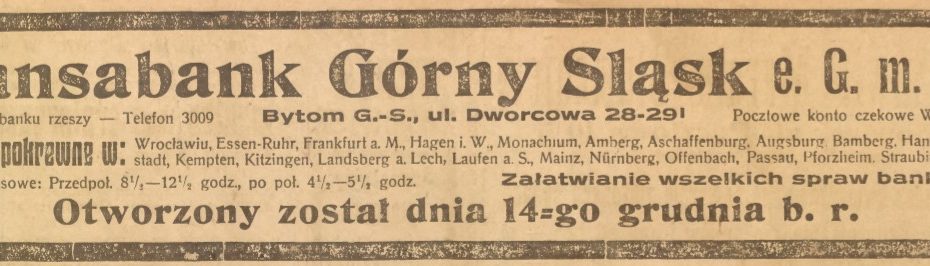 ansabank Górny Sląsk e. G. m.
banku rzeszy — Telefon 3009 Bytom G.-S., ul. Dworcowa 28-29! Pocztowe konto czekowe W
pokrewne w: Wrocławiu, Essen-Ruhr, Frankfurt a. M., Hagen i. W., Monachium, Amberg, Aschaffenburg, Augsburg, Bamberg, Han
stadt, Kempten, Kitzingen, Landsberg a. Lech, Laufen a. S., Mainz, Nürnberg, Offenbach, Passau, Pforzheim, Straubi
sowe: Przedpoł. 8½—12½ godz., po poł. 4½—5½ godz. Załatwianie wszelkich spraw bank
Otworzony został dnia 14=go grudnia b. r.